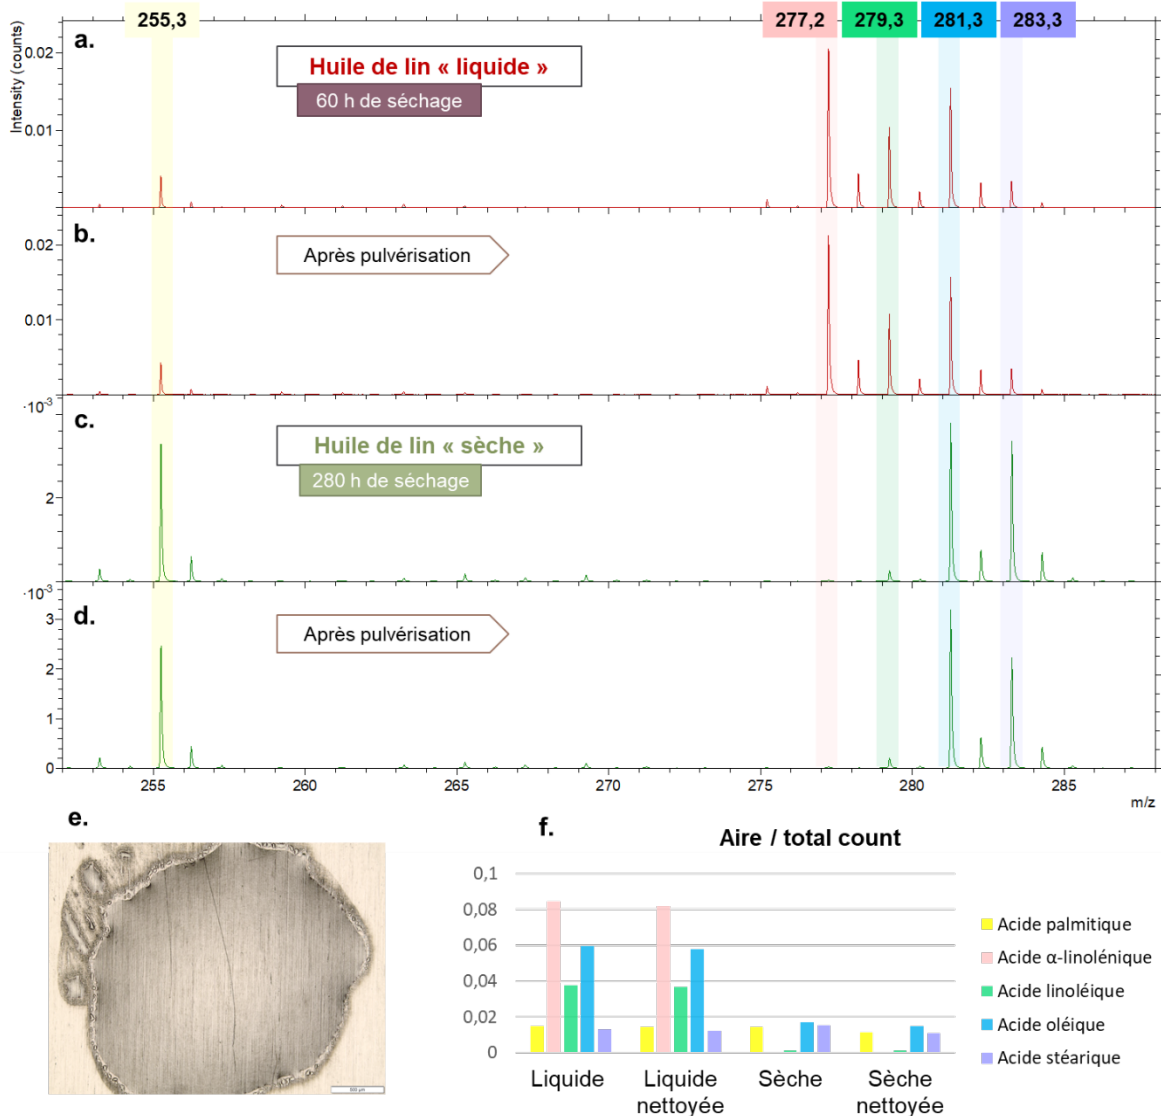 255,3 277,2 279,3 281,3 283,3
a.
Intensity (counts)
0.02
0.01
Huile de lin « liquide »
60 h de séchage
b.
0.02
0.01
Après pulvérisation
·10⁻³
c.
2
Huile de lin « sèche »
280 h de séchage
·10⁻³
d.
3
2
1
0
Après pulvérisation
255 260 265 270 275 280 285
m/z
e.
f.
Aire / total count
0,1
0,08
0,06
0,04
0,02
0
Liquide
Liquide nettoyée
Sèche
Sèche nettoyée
Acide palmitique
Acide α-linolénique
Acide linoléique
Acide oléique
Acide stéarique